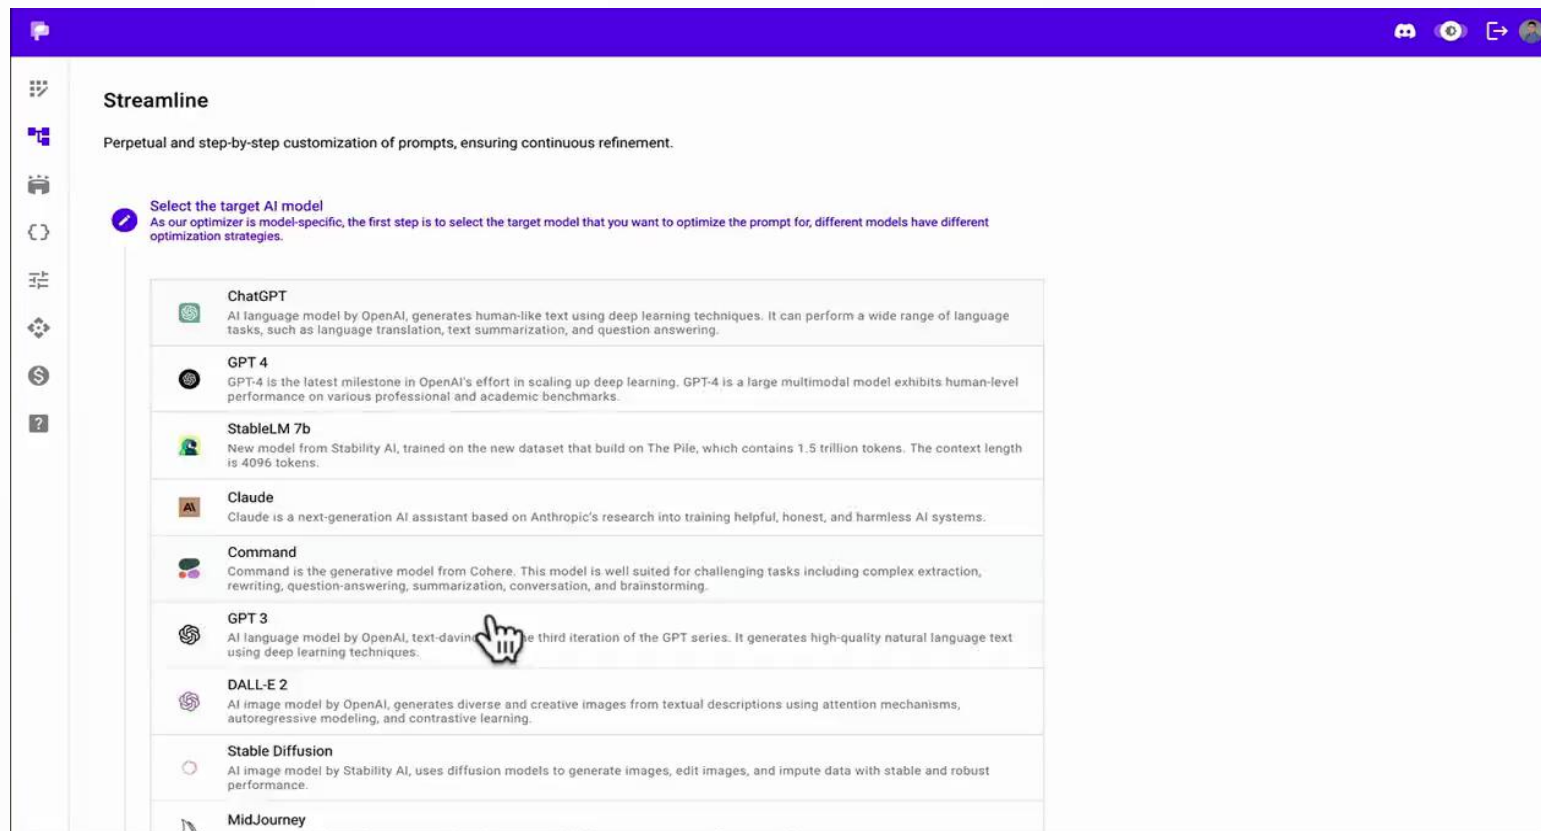 Streamline
Perpetual and step-by-step customization of prompts, ensuring continuous refinement.
Select the target AI model
As our optimizer is model-specific, the first step is to select the target model that you want to optimize the prompt for, different models have different
optimization strategies.
ChatGPT
AI language model by OpenAI, generates human-like text using deep learning techniques. It can perform a wide range of language
tasks, such as language translation, text summarization, and question answering.
GPT 4
GPT-4 is the latest milestone in OpenAI's effort in scaling up deep learning. GPT-4 is a large multimodal model exhibits human-level
performance on various professional and academic benchmarks.
StableLM 7b
New model from Stability AI, trained on the new dataset that build on The Pile, which contains 1.5 trillion tokens. The context length
is 4096 tokens.
Claude
Claude is a next-generation AI assistant based on Anthropic's research into training helpful, honest, and harmless AI systems.
Command
Command is the generative model from Cohere. This model is well suited for challenging tasks including complex extraction,
rewriting, question-answering, summarization, conversation, and brainstorming.
GPT 3
AI language model by OpenAI, third iteration of the GPT series. It generates high-quality natural language text
using deep learning techniques.
DALL-E 2
AI image model by OpenAI, generates diverse and creative images from textual descriptions using attention mechanisms,
autoregressive modeling, and contrastive learning.
Stable Diffusion
AI image model by Stability AI, uses diffusion models to generate images, edit images, and impute data with stable and robust
performance.
MidJourney